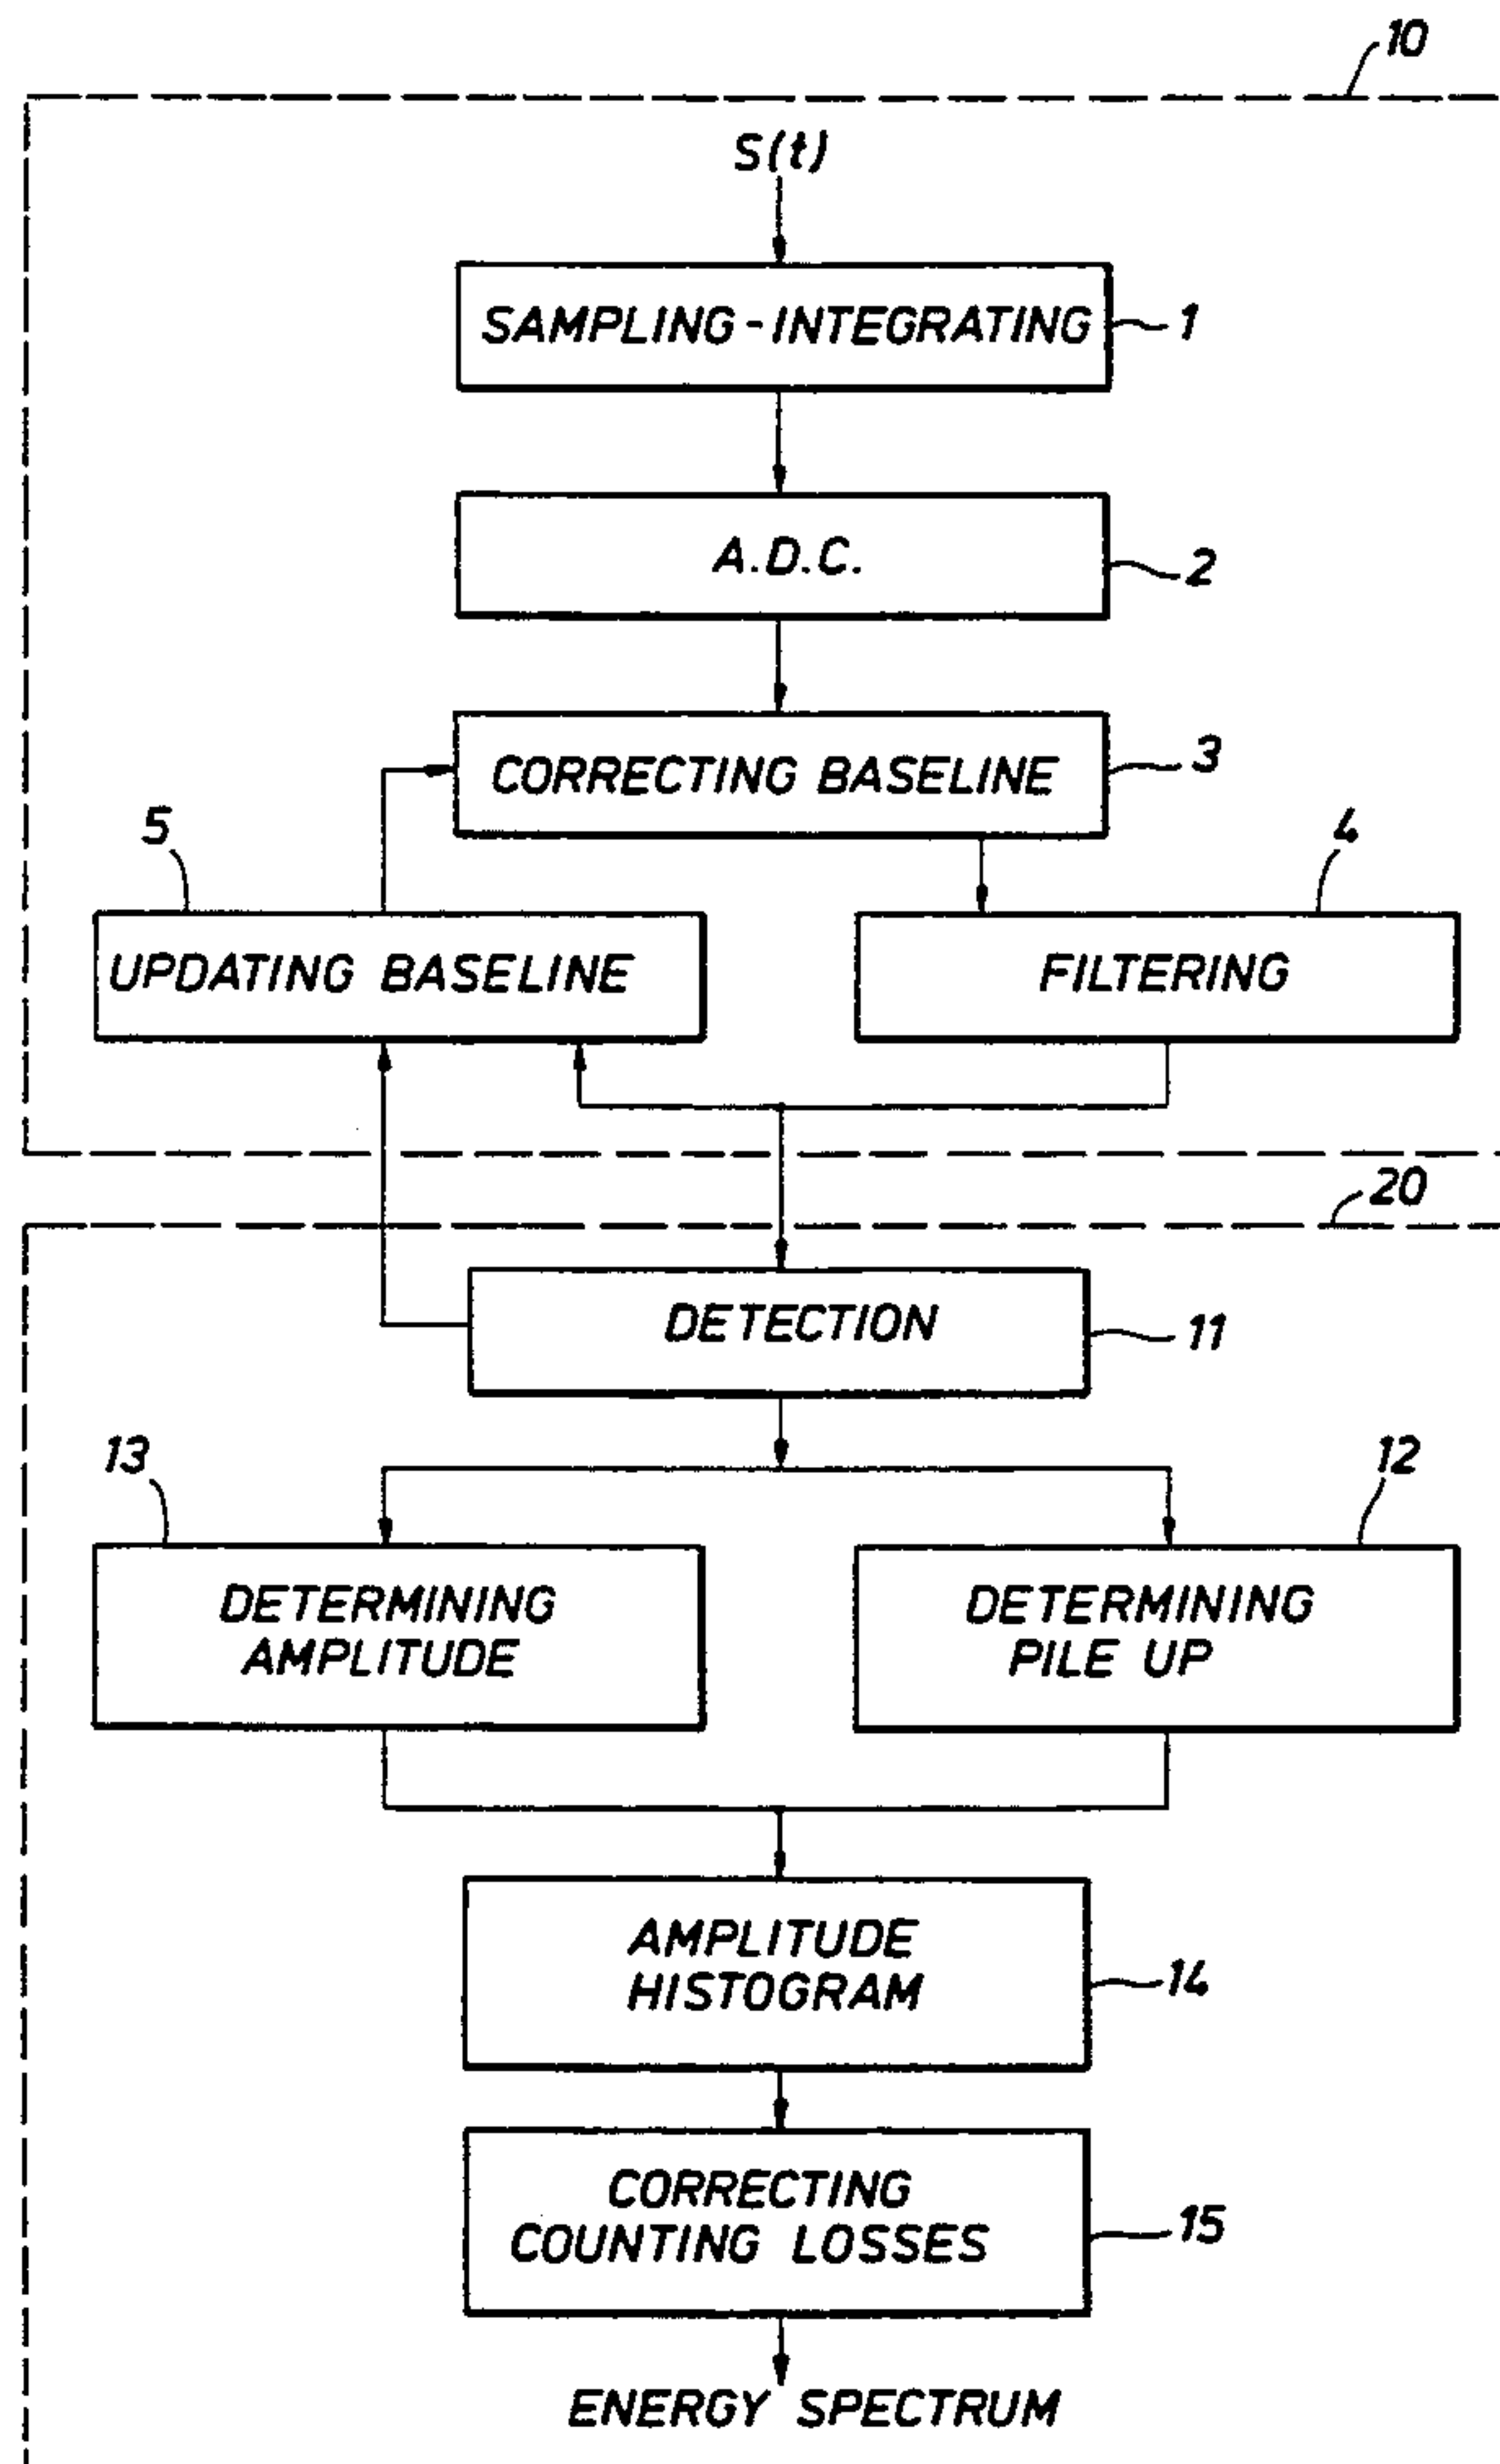 10
S(t)
SAMPLING-INTEGRATING
1
A.D.C.
2
CORRECTING BASELINE
3
5
4
UPDATING BASELINE
FILTERING
20
DETECTION
11
13
12
DETERMINING
AMPLITUDE
DETERMINING
PILE UP
AMPLITUDE
HISTOGRAM
14
CORRECTING
COUNTING LOSSES
15
ENERGY SPECTRUM